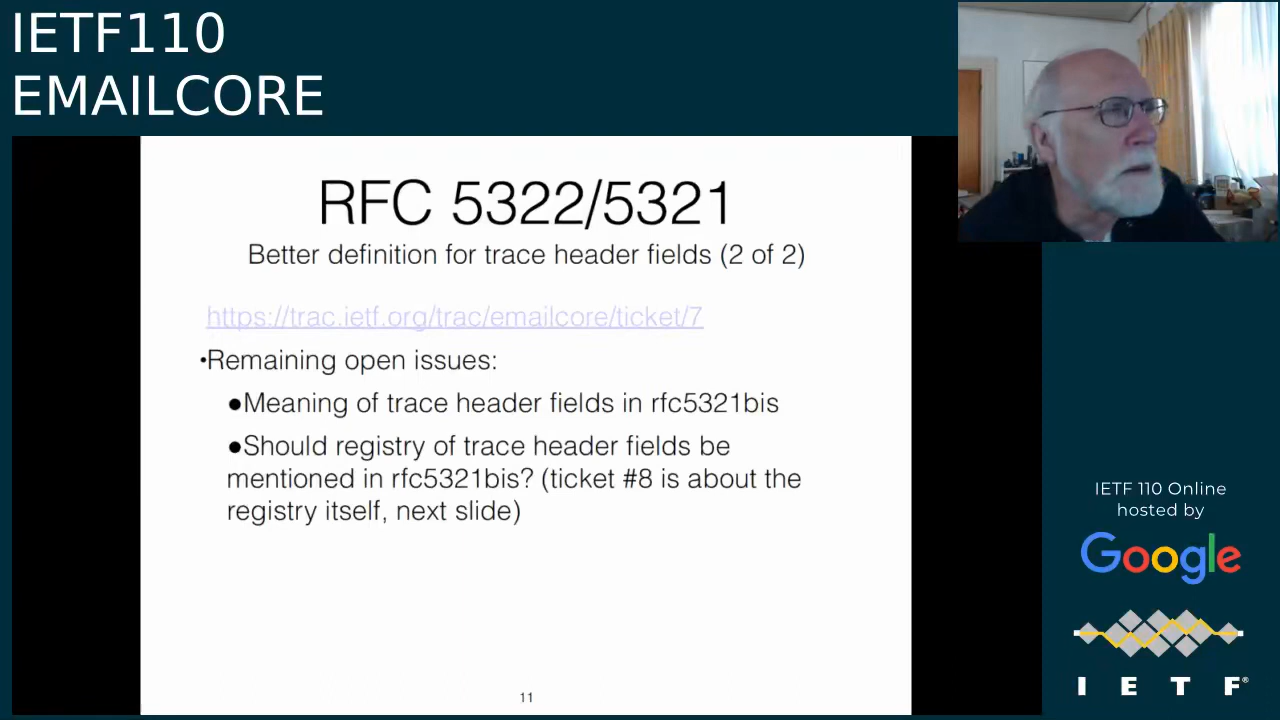 IETF110
EMAILCORE
RFC 5322/5321
Better definition for trace header fields (2 of 2)
https://trac.ietf.org/trac/emailcore/ticket/7
•Remaining open issues:
●Meaning of trace header fields in rfc5321bis
●Should registry of trace header fields be
mentioned in rfc5321bis? (ticket #8 is about the
registry itself, next slide)
11
IETF 110 Online
hosted by
Google
I E T F®